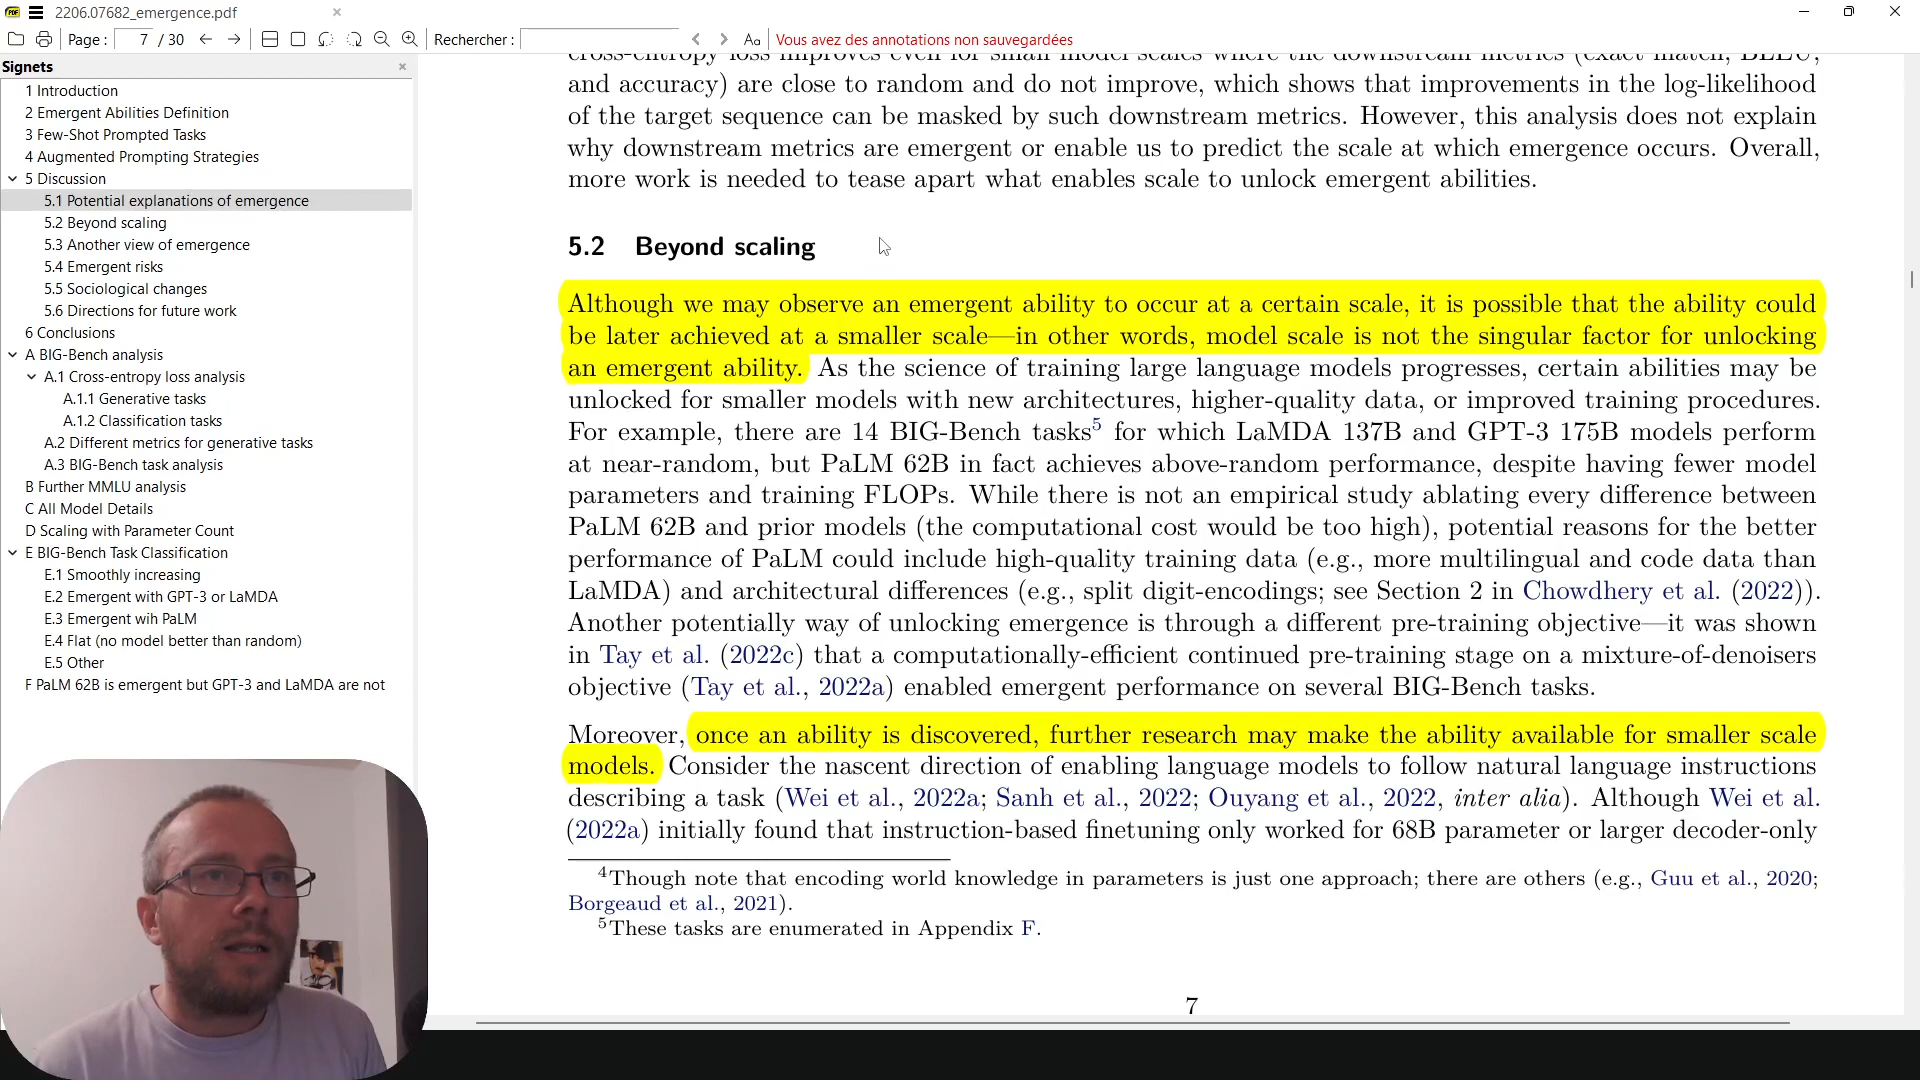 2206.07682_emergence.pdf
Page : 7 / 30 Rechercher : Aa Vous avez des annotations non sauvegardées
Signets
1 Introduction
2 Emergent Abilities Definition
3 Few-Shot Prompted Tasks
4 Augmented Prompting Strategies
5 Discussion
5.1 Potential explanations of emergence
5.2 Beyond scaling
5.3 Another view of emergence
5.4 Emergent risks
5.5 Sociological changes
5.6 Directions for future work
6 Conclusions
A BIG-Bench analysis
A.1 Cross-entropy loss analysis
A.1.1 Generative tasks
A.1.2 Classification tasks
A.2 Different metrics for generative tasks
A.3 BIG-Bench task analysis
B Further MMLU analysis
C All Model Details
D Scaling with Parameter Count
E BIG-Bench Task Classification
E.1 Smoothly increasing
E.2 Emergent with GPT-3 or LaMDA
E.3 Emergent wih PaLM
E.4 Flat (no model better than random)
E.5 Other
F PaLM 62B is emergent but GPT-3 and LaMDA are not
cross-entropy loss improves even for small model scales where the downstream metrics (exact match, BLEU,
and accuracy) are close to random and do not improve, which shows that improvements in the log-likelihood
of the target sequence can be masked by such downstream metrics. However, this analysis does not explain
why downstream metrics are emergent or enable us to predict the scale at which emergence occurs. Overall,
more work is needed to tease apart what enables scale to unlock emergent abilities.
5.2 Beyond scaling
Although we may observe an emergent ability to occur at a certain scale, it is possible that the ability could
be later achieved at a smaller scale—in other words, model scale is not the singular factor for unlocking
an emergent ability. As the science of training large language models progresses, certain abilities may be
unlocked for smaller models with new architectures, higher-quality data, or improved training procedures.
For example, there are 14 BIG-Bench tasks5 for which LaMDA 137B and GPT-3 175B models perform
at near-random, but PaLM 62B in fact achieves above-random performance, despite having fewer model
parameters and training FLOPs. While there is not an empirical study ablating every difference between
PaLM 62B and prior models (the computational cost would be too high), potential reasons for the better
performance of PaLM could include high-quality training data (e.g., more multilingual and code data than
LaMDA) and architectural differences (e.g., split digit-encodings; see Section 2 in Chowdhery et al. (2022)).
Another potentially way of unlocking emergence is through a different pre-training objective—it was shown
in Tay et al. (2022c) that a computationally-efficient continued pre-training stage on a mixture-of-denoisers
objective (Tay et al., 2022a) enabled emergent performance on several BIG-Bench tasks.
Moreover, once an ability is discovered, further research may make the ability available for smaller scale
models. Consider the nascent direction of enabling language models to follow natural language instructions
describing a task (Wei et al., 2022a; Sanh et al., 2022; Ouyang et al., 2022, inter alia). Although Wei et al.
(2022a) initially found that instruction-based finetuning only worked for 68B parameter or larger decoder-only
4Though note that encoding world knowledge in parameters is just one approach; there are others (e.g., Guu et al., 2020;
Borgeaud et al., 2021).
5These tasks are enumerated in Appendix F.
7